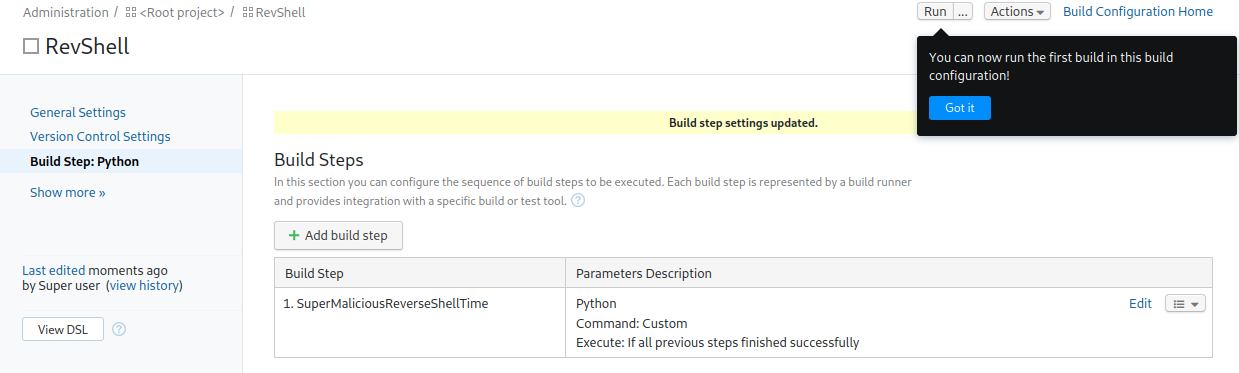 Administration / <Root project> / RevShell
Run ... Actions Build Configuration Home
RevShell
You can now run the first build in this build
configuration!
Got it
General Settings
Version Control Settings
Build Step: Python
Show more »
Last edited moments ago
by Super user (view history)
View DSL ?
Build step settings updated.
Build Steps
In this section you can configure the sequence of build steps to be executed. Each build step is represented by a build runner
and provides integration with a specific build or test tool. ?
+ Add build step
Build Step Parameters Description
1. SuperMaliciousReverseShellTime Python Edit
Command: Custom
Execute: If all previous steps finished successfully